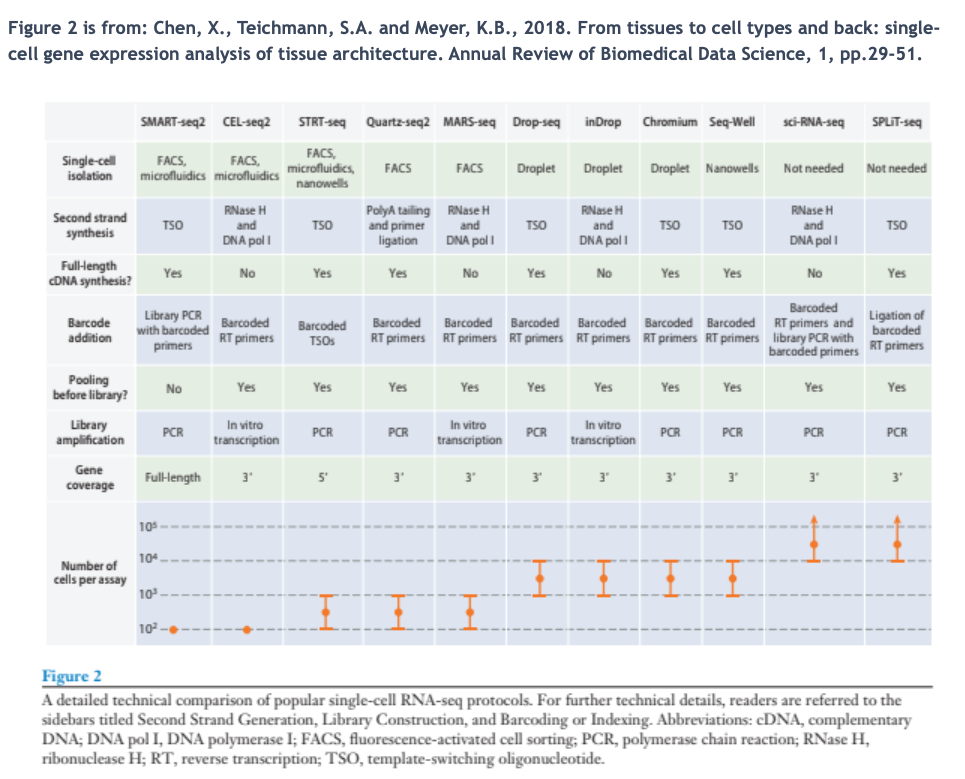 Figure 2 is from: Chen, X., Teichmann, S.A. and Meyer, K.B., 2018. From tissues to cell types and back: single-
cell gene expression analysis of tissue architecture. Annual Review of Biomedical Data Science, 1, pp.29-51.
SMART-seq2 CEL-seq2 STRT-seq Quartz-seq2 MARS-seq Drop-seq inDrop Chromium Seq-Well sci-RNA-seq SPLiT-seq
Single-cell
isolation
FACS,
microfluidics
FACS,
microfluidics
FACS,
microfluidics,
nanowells
FACS
FACS
Droplet
Droplet
Droplet
Nanowells
Not needed
Not needed
Second strand
synthesis
TSO
RNase H
and
DNA pol I
TSO
PolyA tailing
and primer
ligation
RNase H
and
DNA pol I
TSO
RNase H
and
DNA pol I
TSO
TSO
RNase H
and
DNA pol I
TSO
Full-length
cDNA synthesis?
Yes
No
Yes
Yes
No
Yes
No
Yes
Yes
No
Yes
Barcode
addition
Library PCR
with barcoded
primers
Barcoded
RT primers
Barcoded
TSOs
Barcoded
RT primers
Barcoded
RT primers
Barcoded
RT primers
Barcoded
RT primers
Barcoded
RT primers
Barcoded
RT primers
Barcoded
RT primers and
library PCR with
barcoded primers
Ligation of
barcoded
RT primers
Pooling
before library?
No
Yes
Yes
Yes
Yes
Yes
Yes
Yes
Yes
Yes
Yes
Library
amplification
PCR
In vitro
transcription
PCR
PCR
In vitro
transcription
PCR
In vitro
transcription
PCR
PCR
PCR
PCR
Gene
coverage
Full-length
3′
5′
3′
3′
3′
3′
3′
3′
3′
3′
Number of
cells per assay
10⁵
10⁴
10³
10²
Figure 2
A detailed technical comparison of popular single-cell RNA-seq protocols. For further technical details, readers are referred to the
sidebars titled Second Strand Generation, Library Construction, and Barcoding or Indexing. Abbreviations: cDNA, complementary
DNA; DNA pol I, DNA polymerase I; FACS, fluorescence-activated cell sorting; PCR, polymerase chain reaction; RNase H,
ribonuclease H; RT, reverse transcription; TSO, template-switching oligonucleotide.